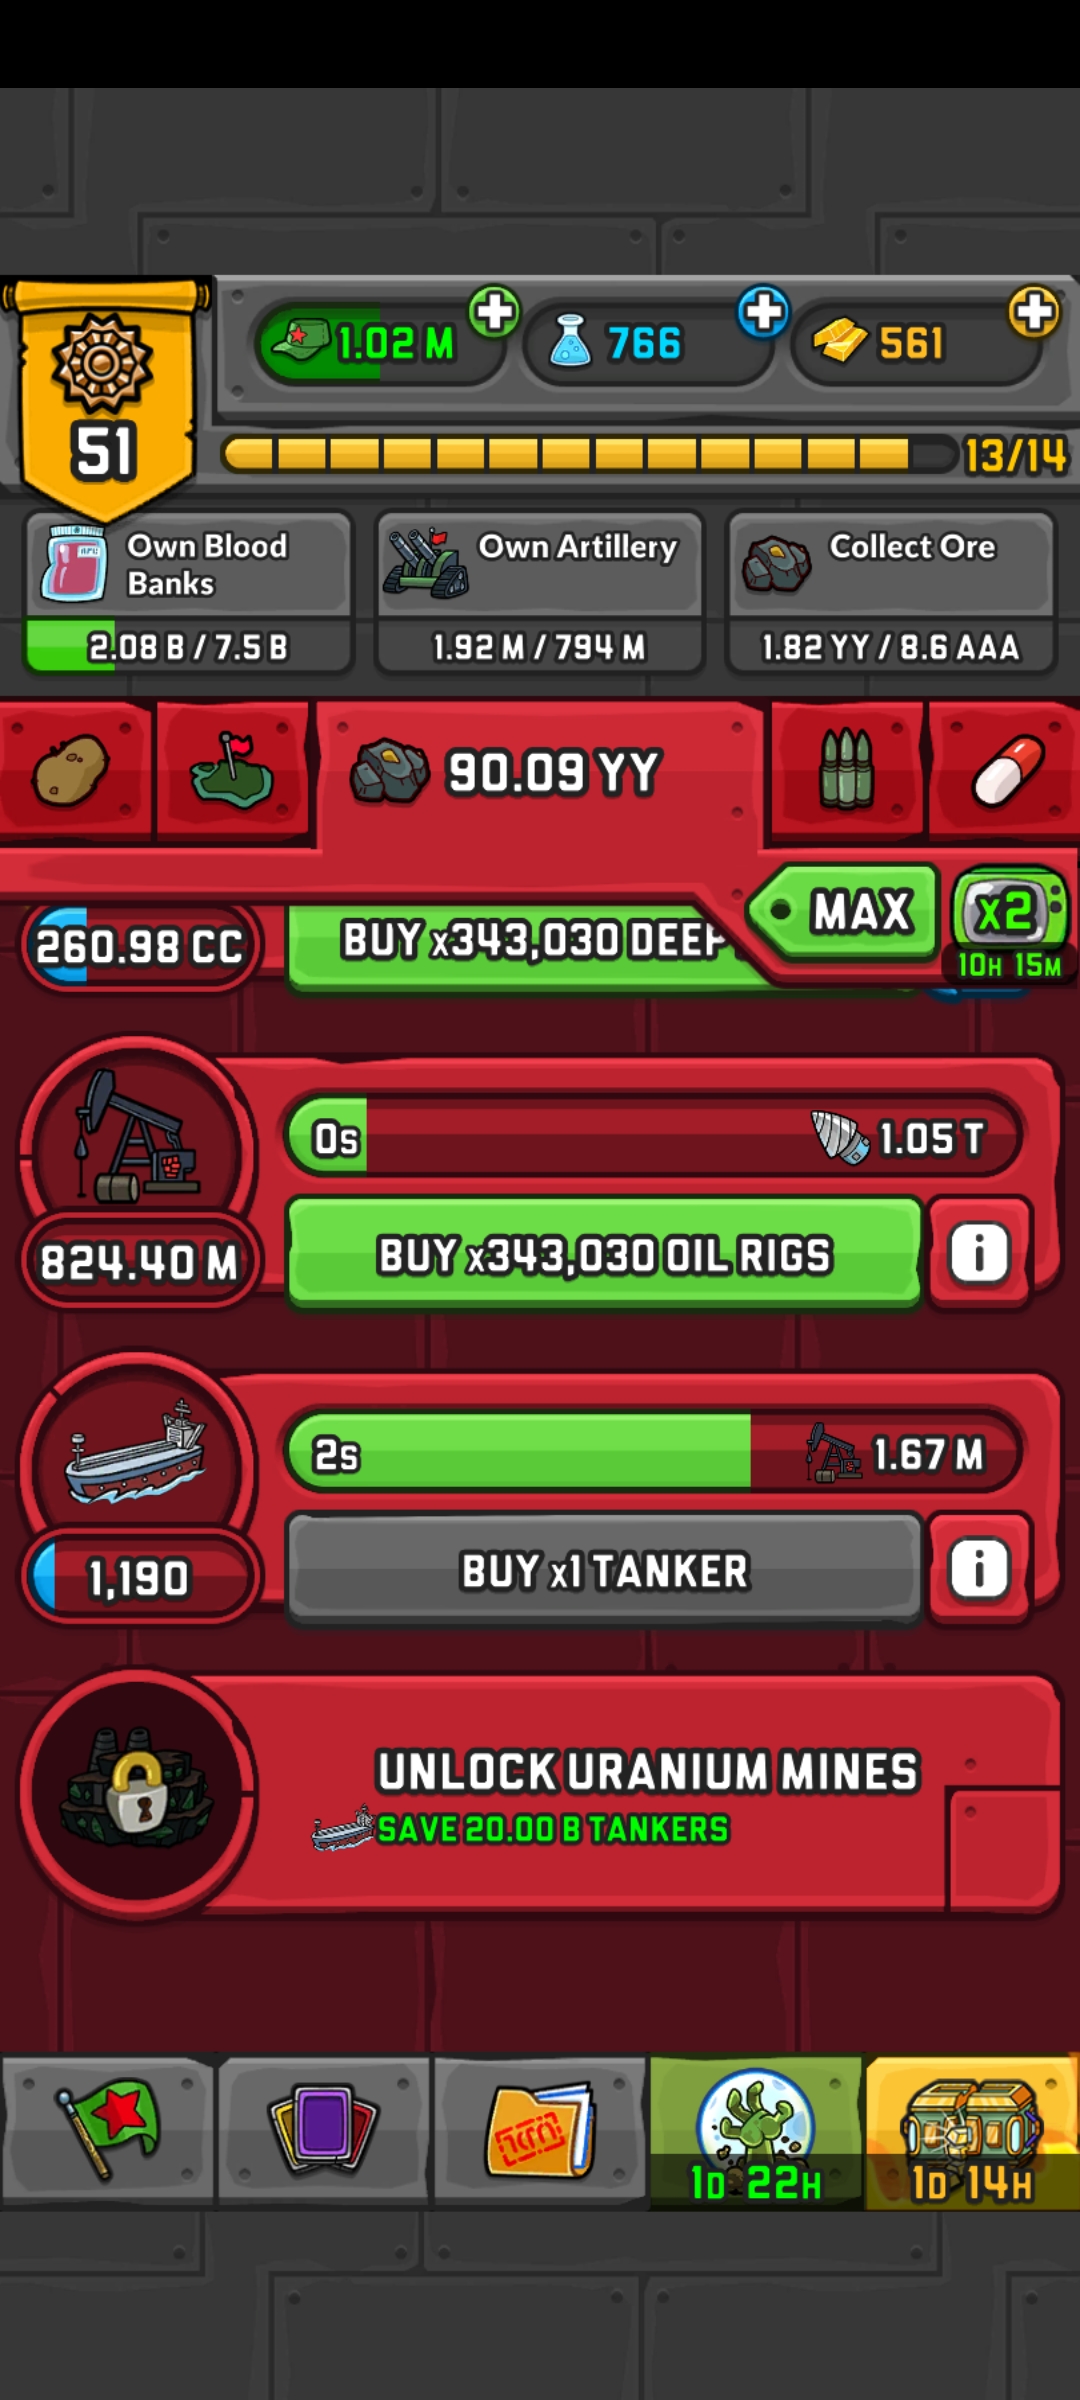 1.02 M
766
561
51
13/14
Own Blood
Banks
2.08 B / 7.5 B
Own Artillery
1.92 M / 794 M
Collect Ore
1.82 YY / 8.6 AAA
90.09 YY
MAX
x2
10H 15M
260.98 CC
BUY x343,030 DEEP
0s
1.05 T
824.40 M
BUY x343,030 OIL RIGS
i
2s
1.67 M
1,190
BUY x1 TANKER
i
UNLOCK URANIUM MINES
SAVE 20.00 B TANKERS
1D 22H
1D 14H